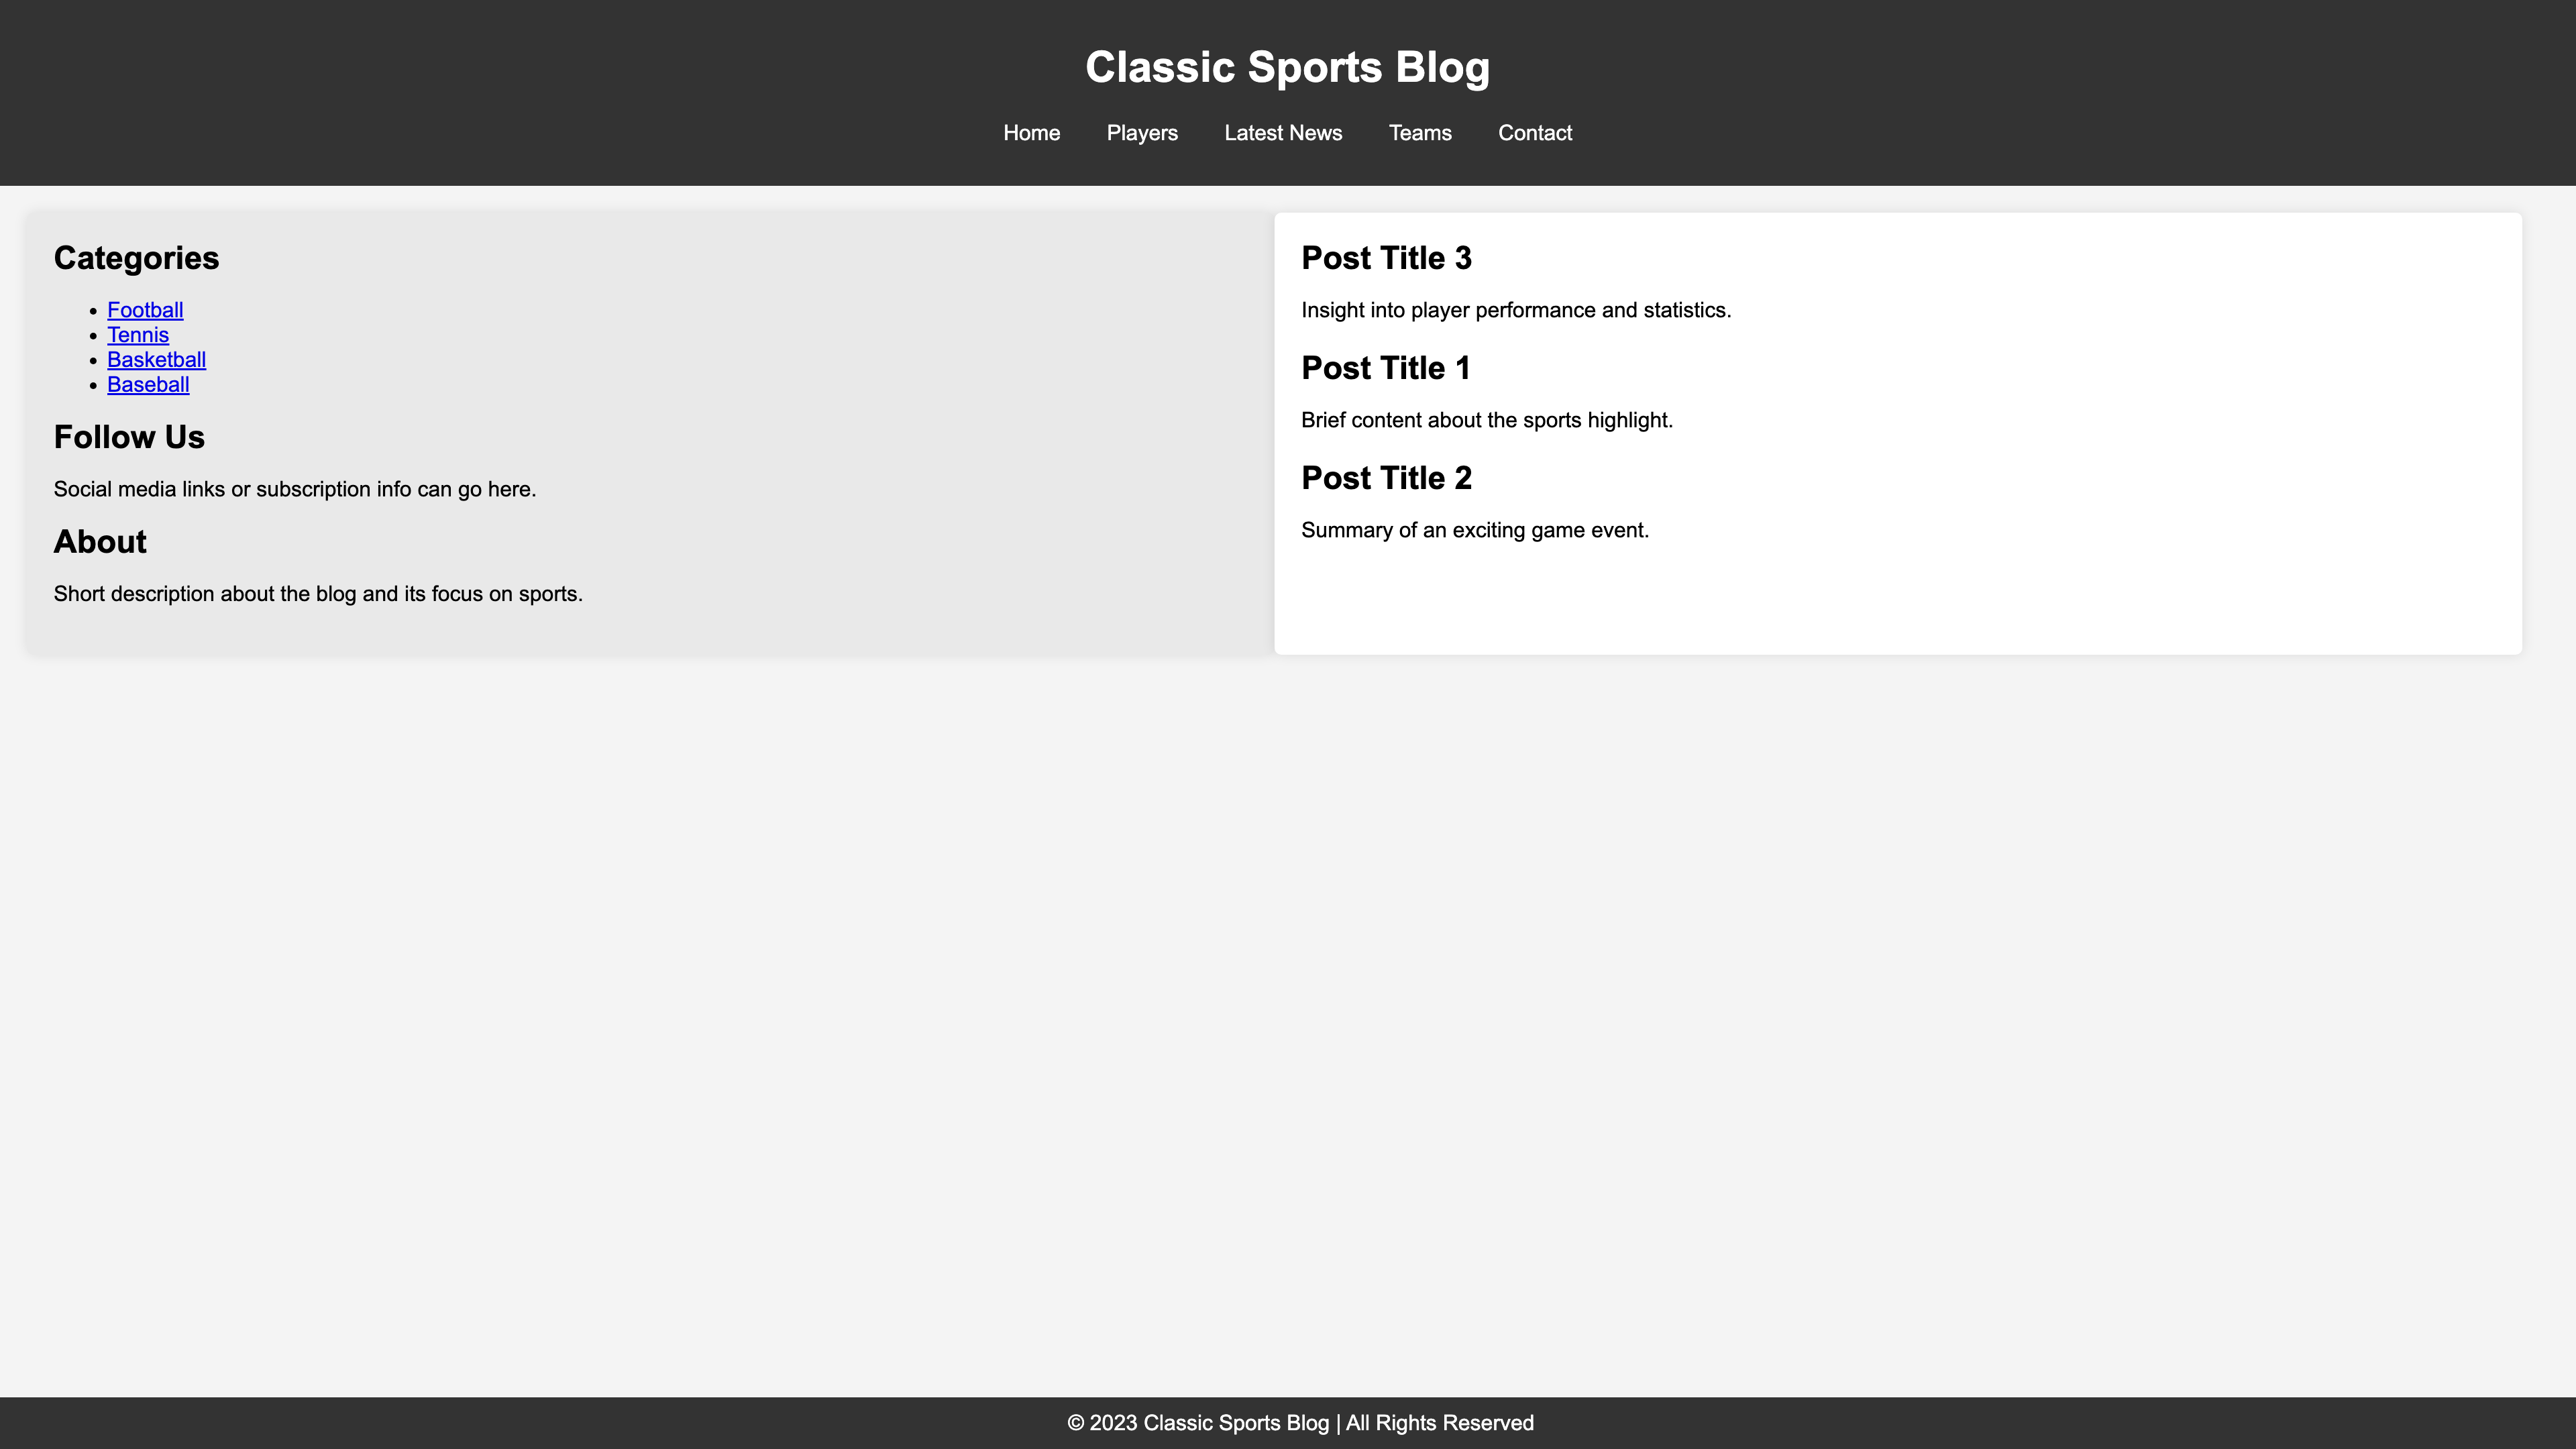 Classic Sports Blog
Home Players Latest News Teams Contact
Categories
Football
Tennis
Basketball
Baseball
Follow Us
Social media links or subscription info can go here.
About
Short description about the blog and its focus on sports.
Post Title 3
Insight into player performance and statistics.
Post Title 1
Brief content about the sports highlight.
Post Title 2
Summary of an exciting game event.
© 2023 Classic Sports Blog | All Rights Reserved